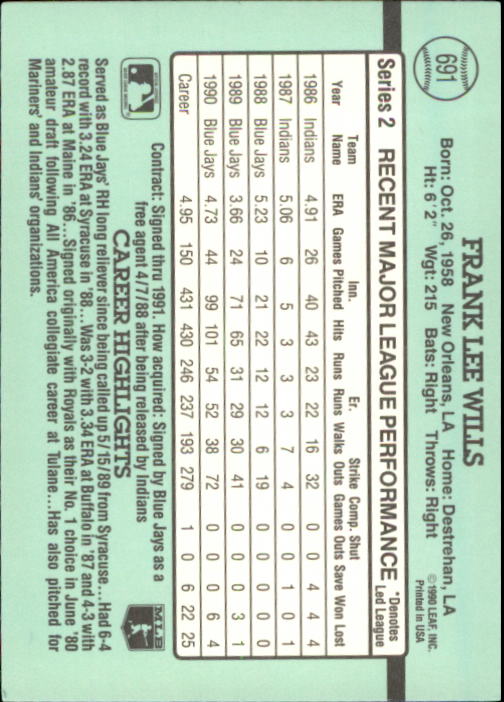 691
FRANK LEE WILLS
©1990 LEAF, INC.
Printed in USA
Born: Oct. 26, 1958 New Orleans, LA Home: Destrehan, LA
Ht: 6' 2" Wgt: 215 Bats: Right Throws: Right
Series 2 RECENT MAJOR LEAGUE PERFORMANCE *Denotes Led League
Team Inn. Er. Strike Comp. Shut
Year Name ERA Games Pitched Hits Runs Runs Walks Outs Games Outs Save Won Lost
1986 Indians 4.91 26 40 43 23 22 16 32 0 0 4 4 4
1987 Indians 5.06 6 5 3 3 3 7 4 0 0 1 0 1
1988 Blue Jays 5.23 10 21 22 12 12 6 19 0 0 0 0 0
1989 Blue Jays 3.66 24 71 65 31 29 30 41 0 0 0 3 1
1990 Blue Jays 4.73 44 99 101 54 52 38 72 0 0 0 6 4
Career 4.95 150 431 430 246 237 193 279 1 0 6 22 25
Contract: Signed thru 1991. How acquired: Signed by Blue Jays as a
free agent 4/7/88 after being released by Indians
CAREER HIGHLIGHTS
Served as Blue Jays' RH long reliever since being called up 5/15/89 from Syracuse...Had 6-4
record with 3.24 ERA at Syracuse in '88...Was 3-2 with 3.34 ERA at Buffalo in '87 and 4-3 with
2.87 ERA at Maine in '86...Signed originally with Royals as their No. 1 choice in June '80
amateur draft following All America collegiate career at Tulane...Has also pitched for
Mariners' and Indians' organizations.